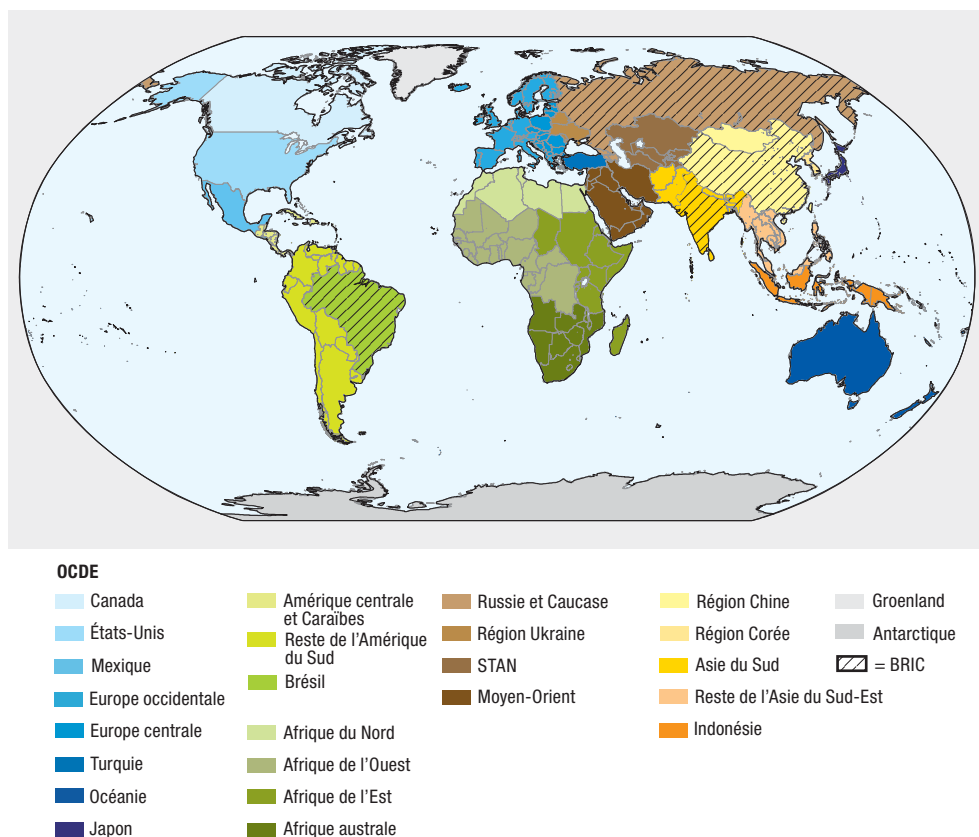 OCDE
Canada
États-Unis
Mexique
Europe occidentale
Europe centrale
Turquie
Océanie
Japon
Amérique centrale
et Caraïbes
Reste de l'Amérique
du Sud
Brésil
Afrique du Nord
Afrique de l'Ouest
Afrique de l'Est
Afrique australe
Russie et Caucase
Région Ukraine
STAN
Moyen-Orient
Région Chine
Région Corée
Asie du Sud
Reste de l'Asie du Sud-Est
Indonésie
Groenland
Antarctique
= BRIC